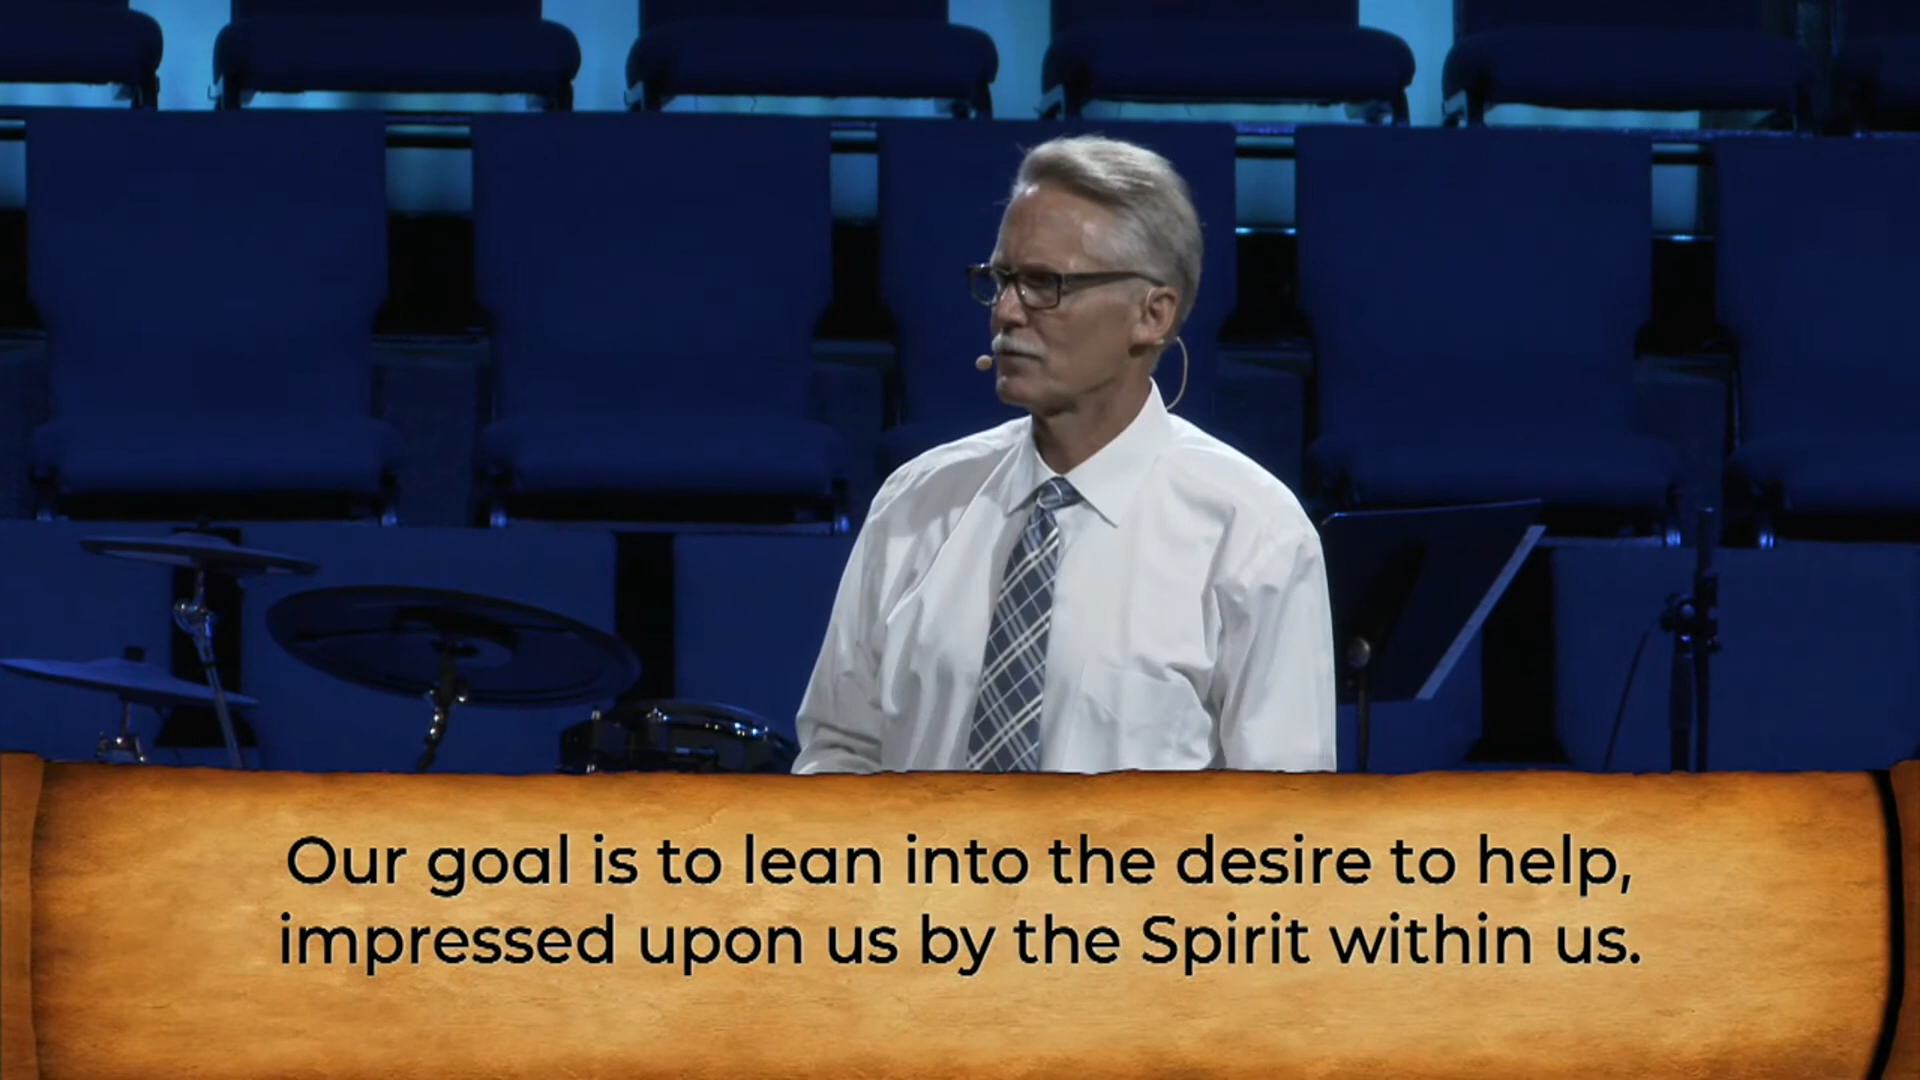 Our goal is to lean into the desire to help,
impressed upon us by the Spirit within us.